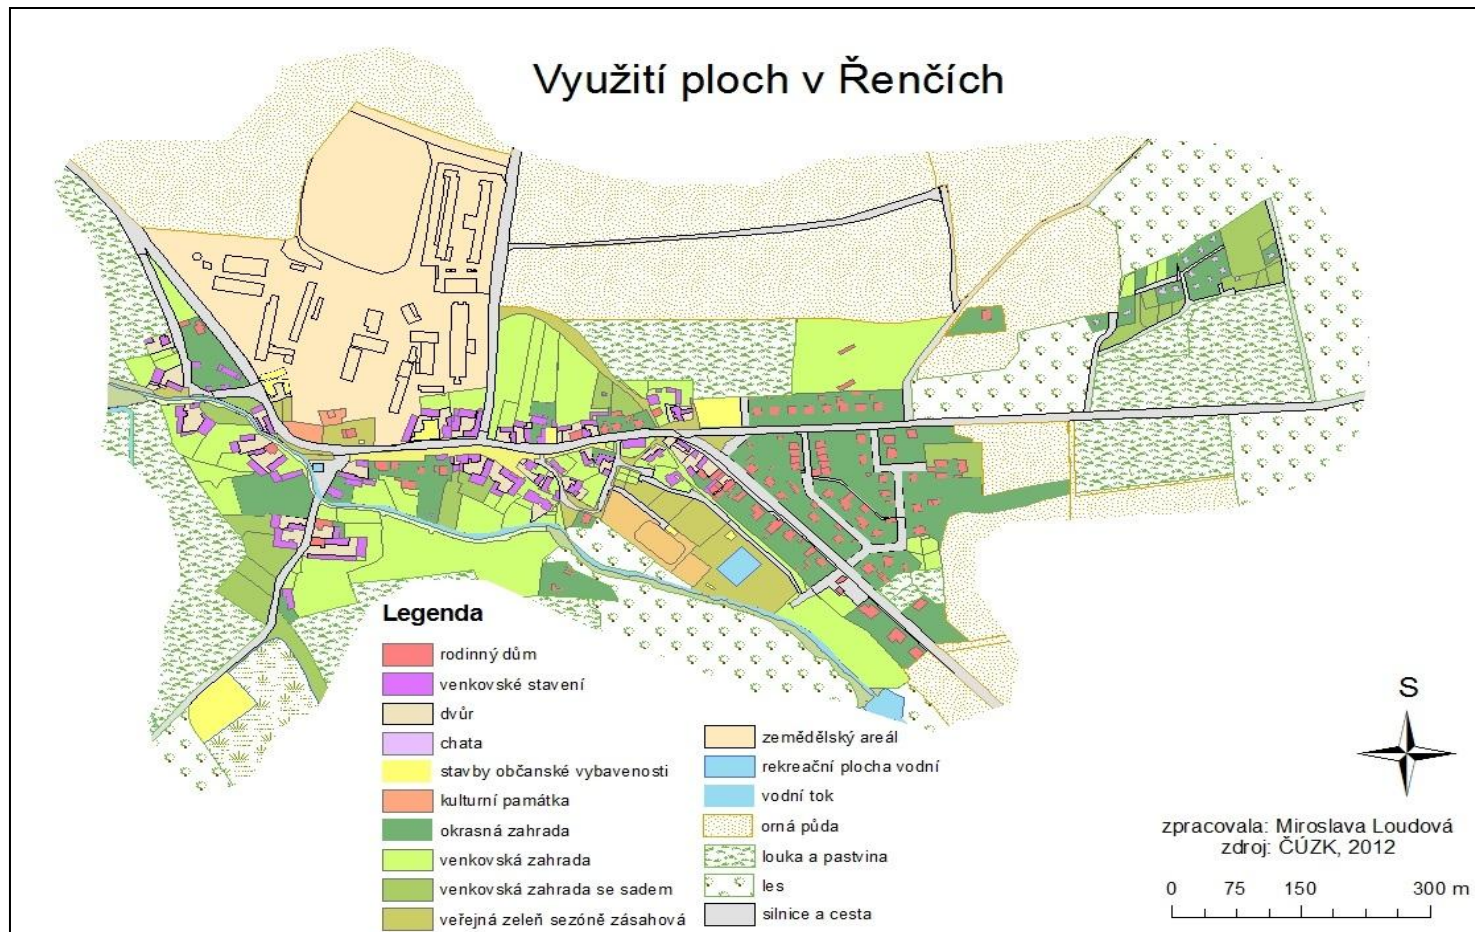 Využití ploch v Řenčích
Legenda
rodinný dům
venkovské stavení
dvůr
chata
stavby občanské vybavenosti
kulturní památka
okrasná zahrada
venkovská zahrada
venkovská zahrada se sadem
veřejná zeleň sezóně zásahová
zemědělský areál
rekreační plocha vodní
vodní tok
orná půda
louka a pastvina
les
silnice a cesta
S
zpracovala: Miroslava Loudová
zdroj: ČÚZK, 2012
0 75 150 300 m